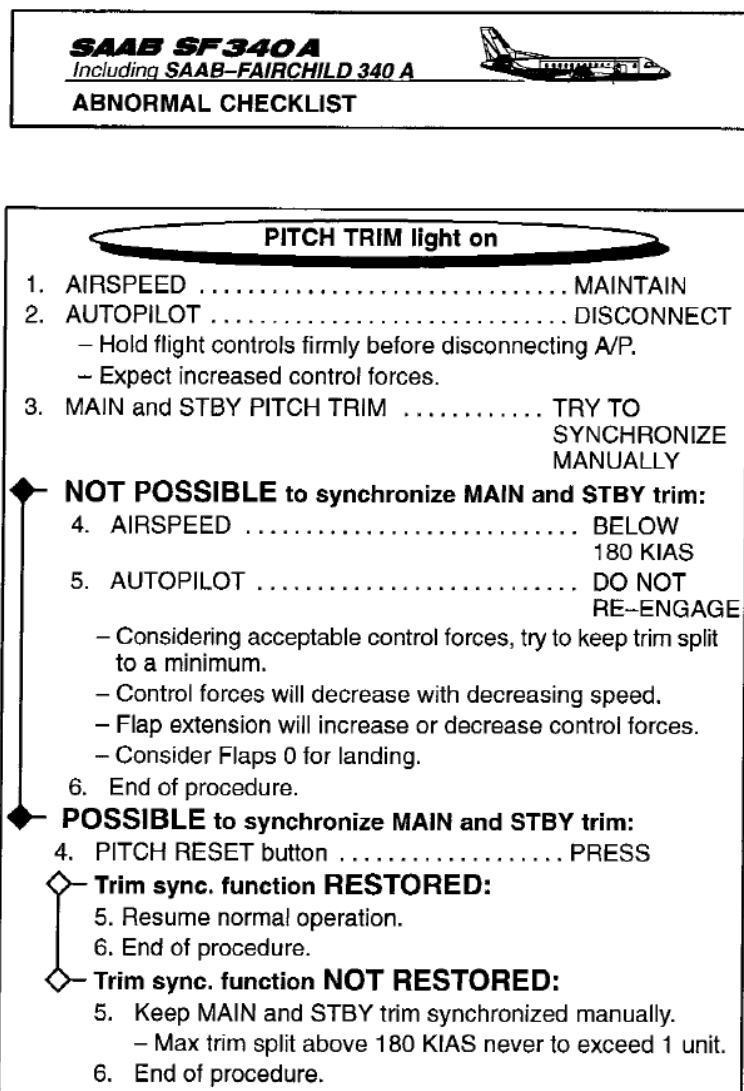 SAAB SF340A
Including SAAB–FAIRCHILD 340 A
ABNORMAL CHECKLIST
PITCH TRIM light on
1. AIRSPEED ............................... MAINTAIN
2. AUTOPILOT .............................. DISCONNECT
– Hold flight controls firmly before disconnecting A/P.
– Expect increased control forces.
3. MAIN and STBY PITCH TRIM ............ TRY TO
SYNCHRONIZE
MANUALLY
NOT POSSIBLE to synchronize MAIN and STBY trim:
4. AIRSPEED ............................ BELOW
180 KIAS
5. AUTOPILOT ........................... DO NOT
RE–ENGAGE
– Considering acceptable control forces, try to keep trim split
to a minimum.
– Control forces will decrease with decreasing speed.
– Flap extension will increase or decrease control forces.
– Consider Flaps 0 for landing.
6. End of procedure.
POSSIBLE to synchronize MAIN and STBY trim:
4. PITCH RESET button ................... PRESS
Trim sync. function RESTORED:
5. Resume normal operation.
6. End of procedure.
Trim sync. function NOT RESTORED:
5. Keep MAIN and STBY trim synchronized manually.
– Max trim split above 180 KIAS never to exceed 1 unit.
6. End of procedure.